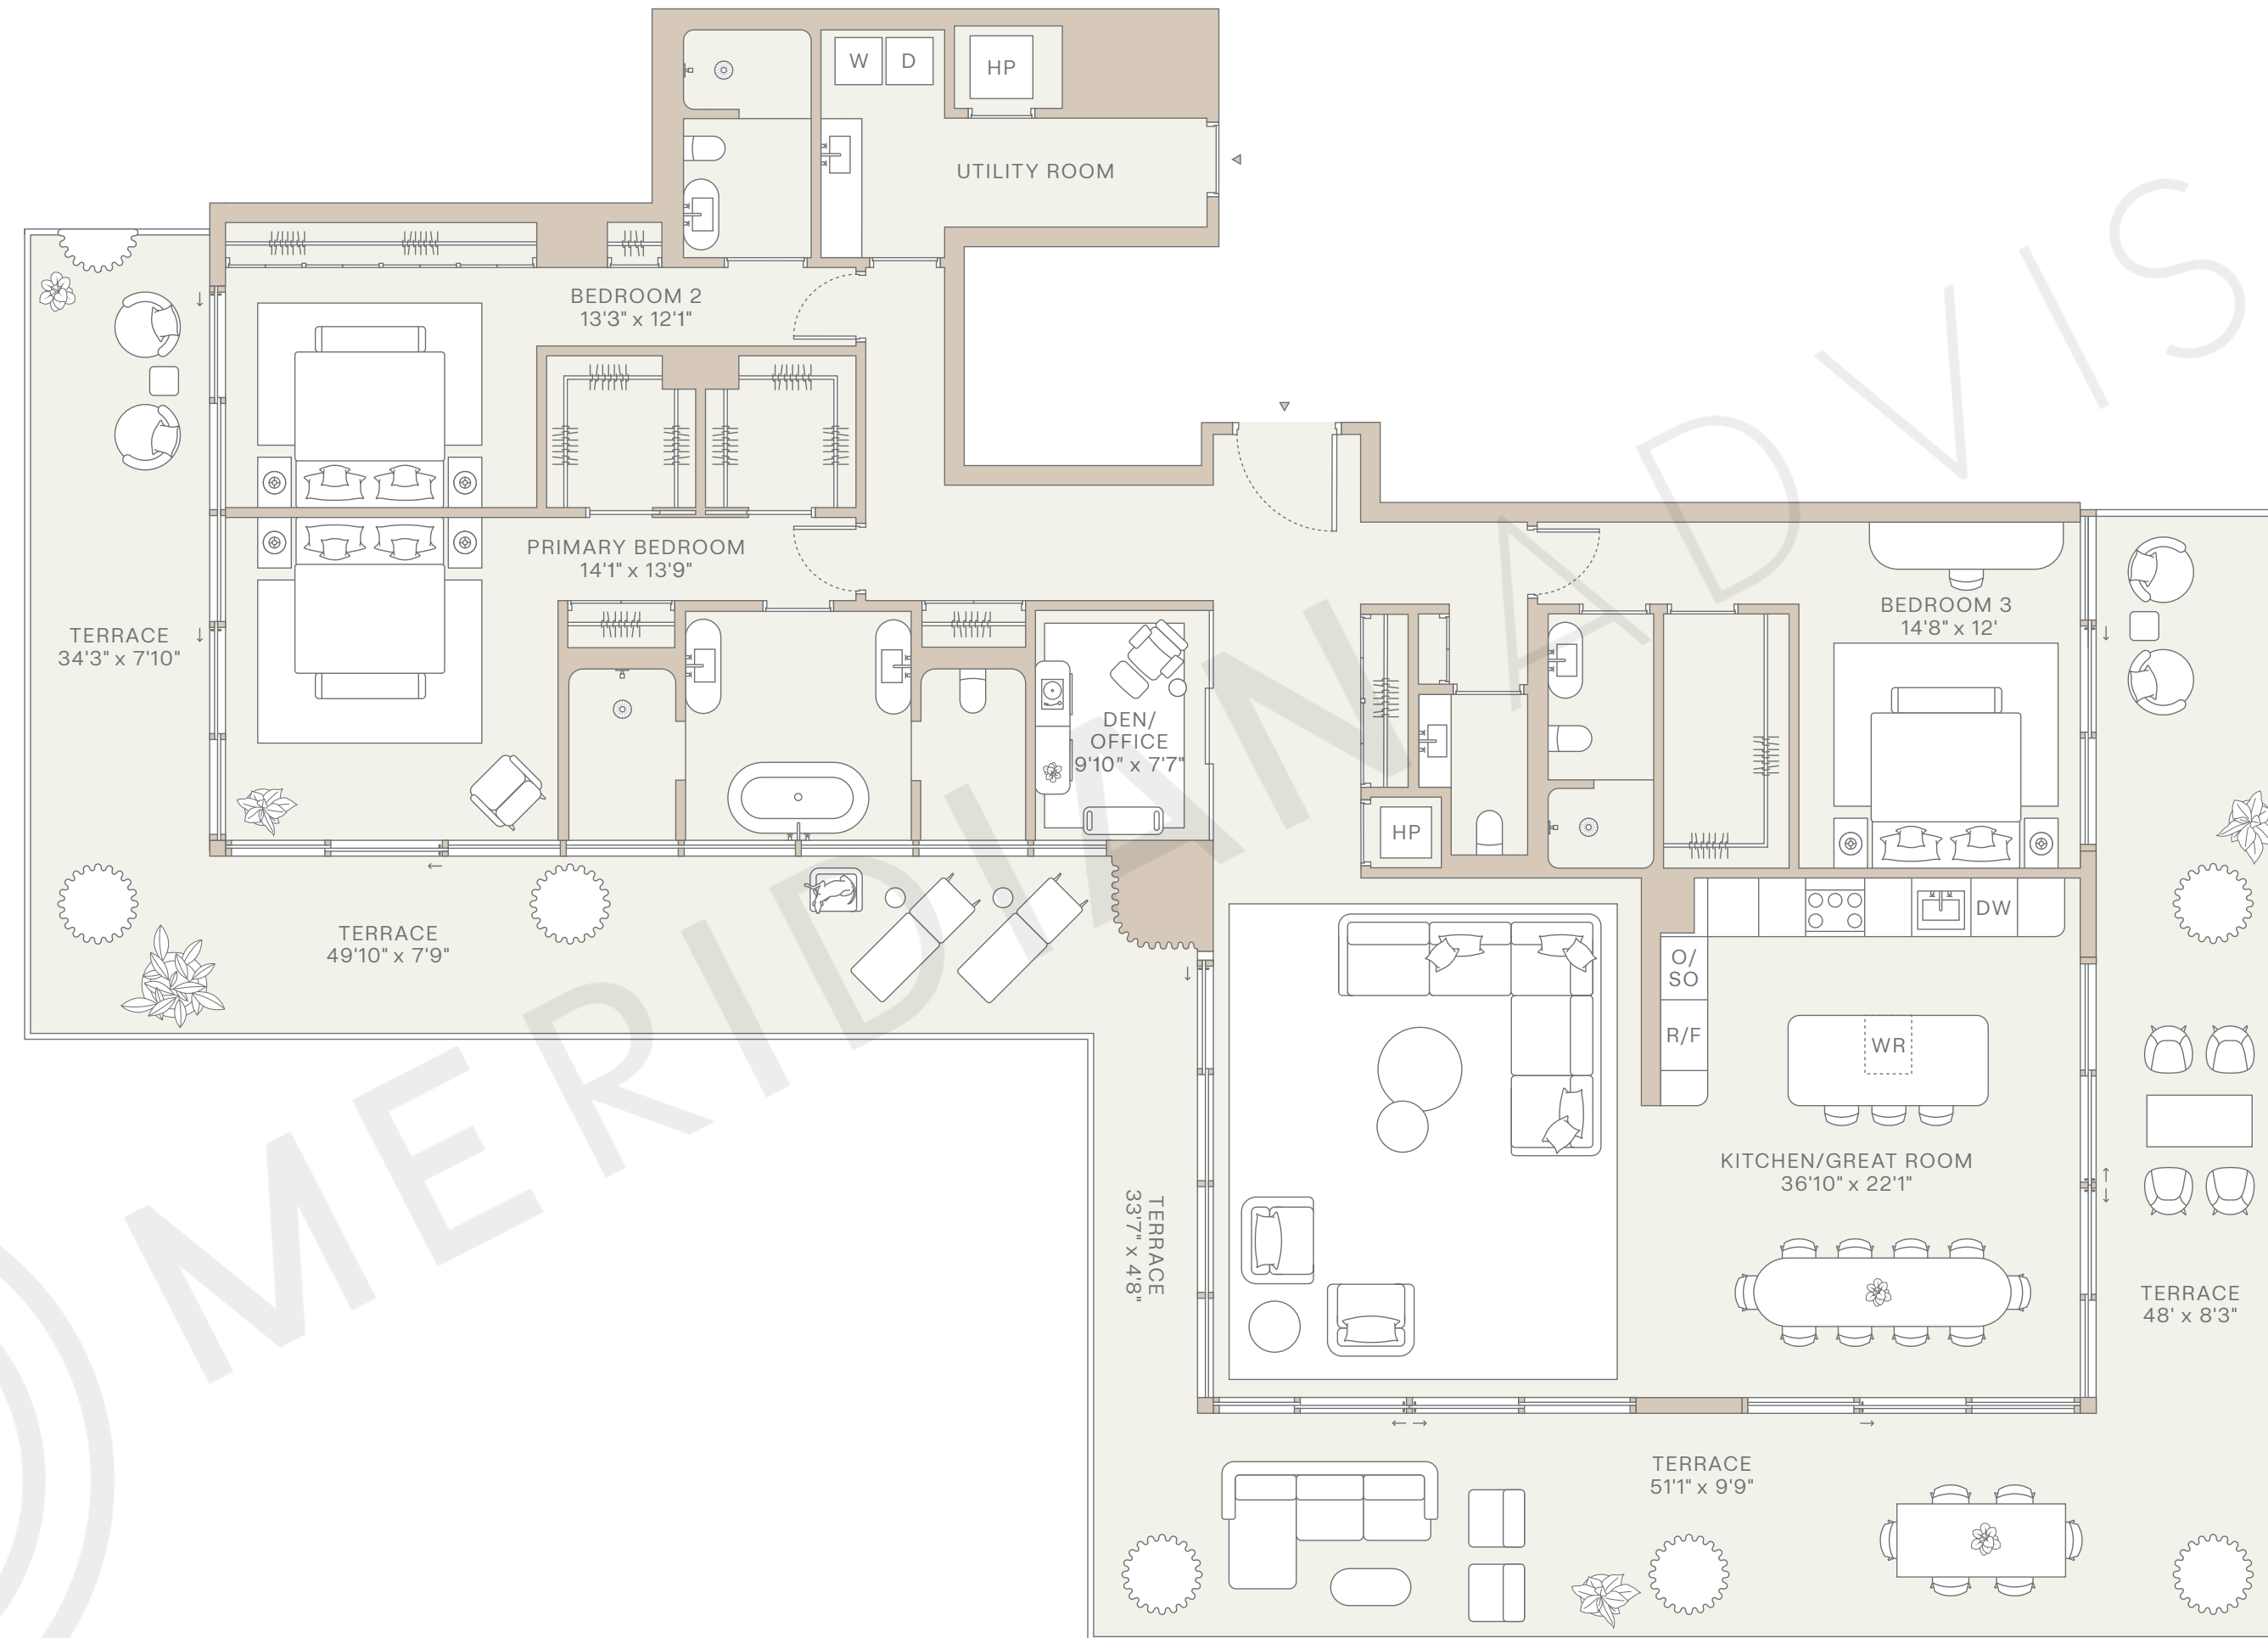 W
D
HP
UTILITY ROOM
BEDROOM 2
13'3" x 12'1"
PRIMARY BEDROOM
14'1" x 13'9"
BEDROOM 3
14'8" x 12'
TERRACE
34'3" x 7'10"
DEN/
OFFICE
9'10" x 7'7"
HP
TERRACE
49'10" x 7'9"
DW
O/
SO
R/F
WR
KITCHEN/GREAT ROOM
36'10" x 22'1"
TERRACE
33'7" x 4'8"
TERRACE
48' x 8'3"
TERRACE
51'1" x 9'9"
MERIDIAN ADVIS